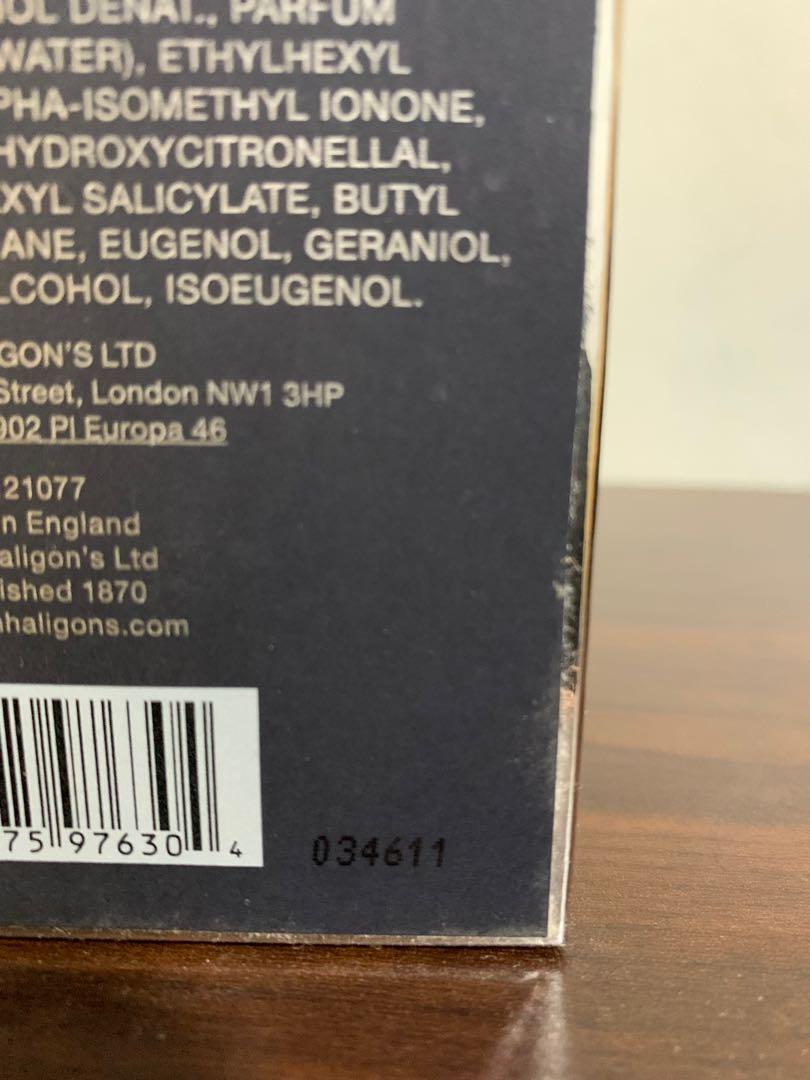 OL DENAT., PARFUM
WATER), ETHYLHEXYL
PHA-ISOMETHYL IONONE,
HYDROXYCITRONELLAL,
XYL SALICYLATE, BUTYL
ANE, EUGENOL, GERANIOL,
LCOHOL, ISOEUGENOL.
GON'S LTD
Street, London NW1 3HP
902 Pl Europa 46
21077
n England
aligon's Ltd
ished 1870
nhaligons.com
75 97630 4
034611